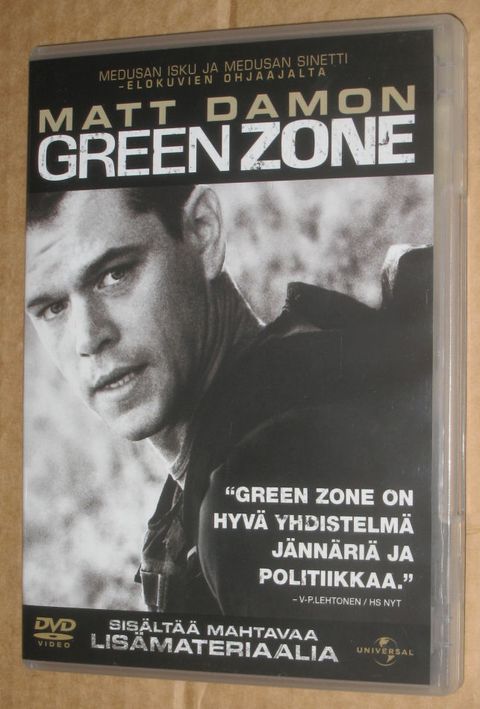 MEDUSAN ISKU JA MEDUSAN SINETTI
–ELOKUVIEN OHJAAJALTA
MATT DAMON
GREEN ZONE
“GREEN ZONE ON
HYVÄ YHDISTELMÄ
JÄNNÄRIÄ JA
POLITIIKKAA.”
– V-P.LEHTONEN / HS NYT
DVD
VIDEO
SISÄLTÄÄ MAHTAVAA
LISÄMATERIAALIA
UNIVERSAL